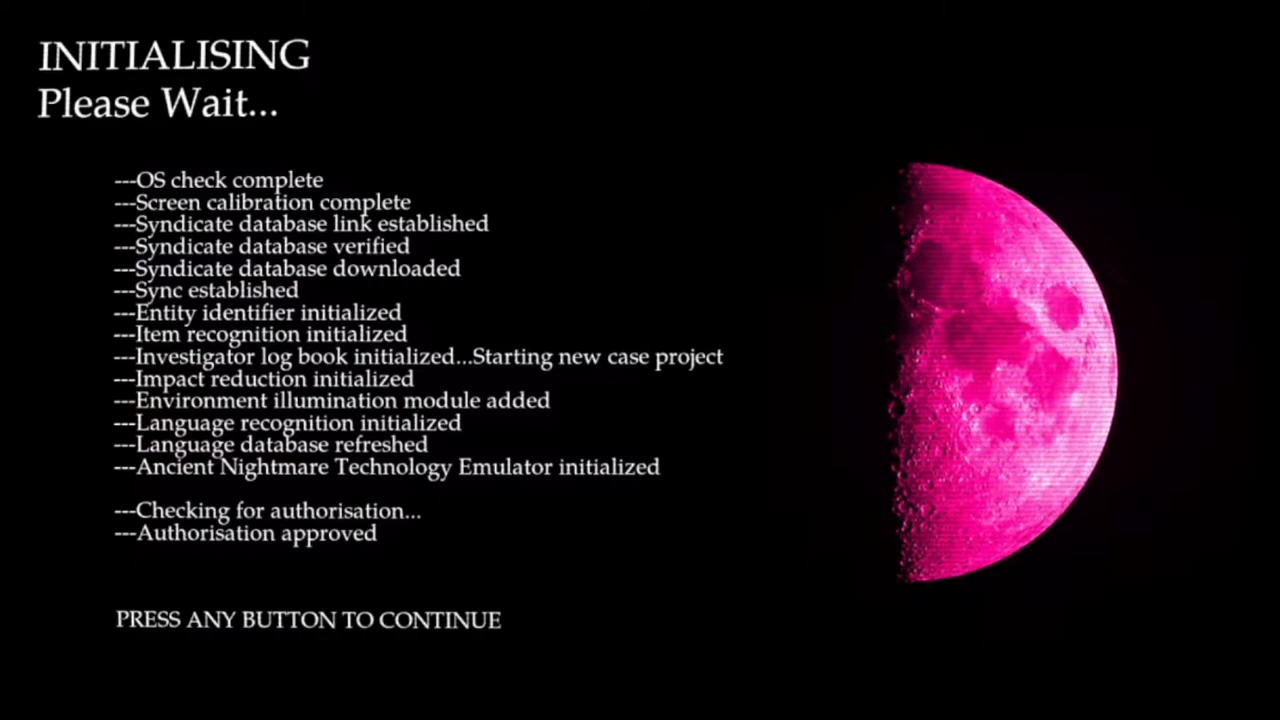 INITIALISING
Please Wait...
---OS check complete
---Screen calibration complete
---Syndicate database link established
---Syndicate database verified
---Syndicate database downloaded
---Sync established
---Entity identifier initialized
---Item recognition initialized
---Investigator log book initialized...Starting new case project
---Impact reduction initialized
---Environment illumination module added
---Language recognition initialized
---Language database refreshed
---Ancient Nightmare Technology Emulator initialized
---Checking for authorisation...
---Authorisation approved
PRESS ANY BUTTON TO CONTINUE